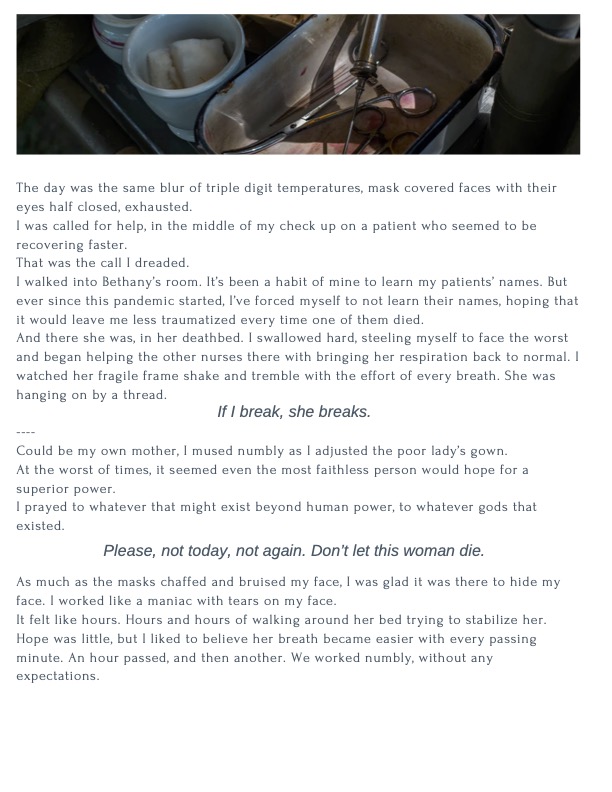 The day was the same blur of triple digit temperatures, mask covered faces with their
eyes half closed, exhausted.
I was called for help, in the middle of my check up on a patient who seemed to be
recovering faster.
That was the call I dreaded.
I walked into Bethany's room. It's been a habit of mine to learn my patients' names. But
ever since this pandemic started, I've forced myself to not learn their names, hoping that
it would leave me less traumatized every time one of them died.
And there she was, in her deathbed. I swallowed hard, steeling myself to face the worst
and began helping the other nurses there with bringing her respiration back to normal. I
watched her fragile frame shake and tremble with the effort of every breath. She was
hanging on by a thread.
If I break, she breaks.
----
Could be my own mother, I mused numbly as I adjusted the poor lady's gown.
At the worst of times, it seemed even the most faithless person would hope for a
superior power.
I prayed to whatever that might exist beyond human power, to whatever gods that
existed.
Please, not today, not again. Don't let this woman die.
As much as the masks chaffed and bruised my face, I was glad it was there to hide my
face. I worked like a maniac with tears on my face.
It felt like hours. Hours and hours of walking around her bed trying to stabilize her.
Hope was little, but I liked to believe her breath became easier with every passing
minute. An hour passed, and then another. We worked numbly, without any
expectations.